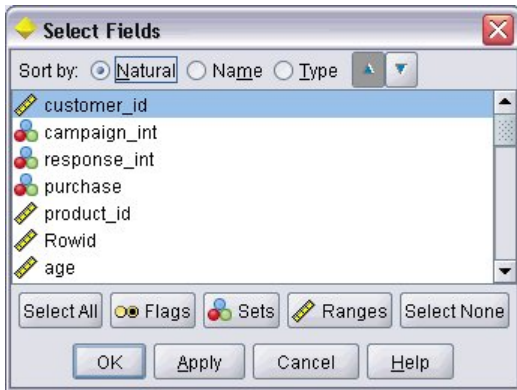 Select Fields
Sort by: Natural Name Type
customer_id
campaign_int
response_int
purchase
product_id
Rowid
age
Select All Flags Sets Ranges Select None
OK Apply Cancel Help